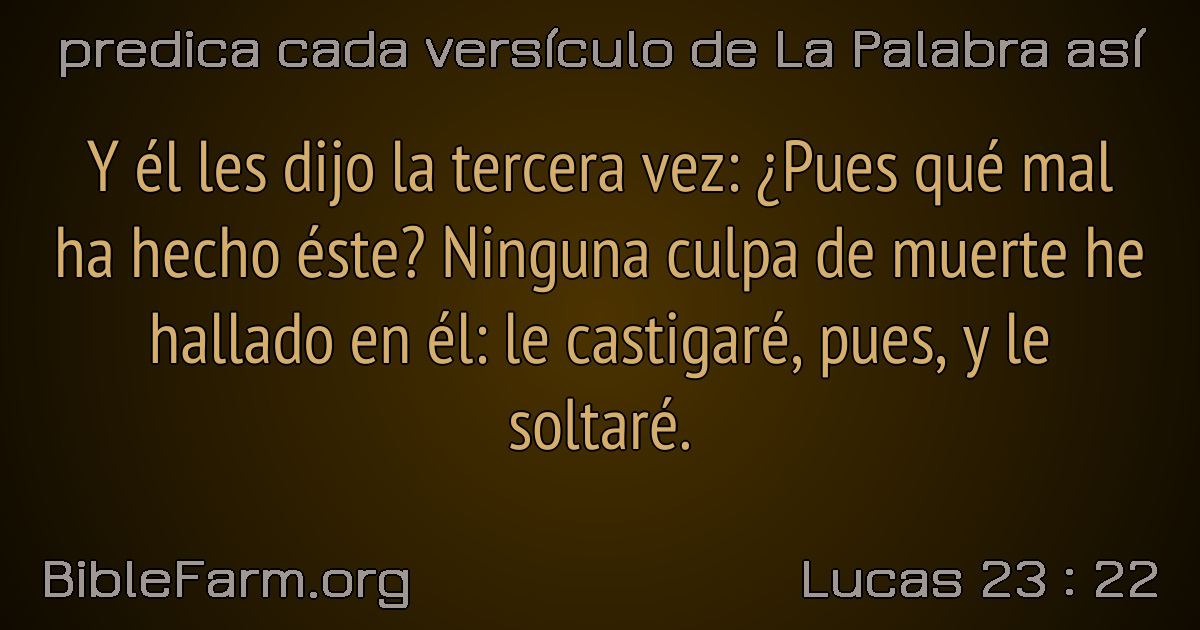 predica cada versículo de La Palabra así
Y él les dijo la tercera vez: ¿Pues qué mal
ha hecho éste? Ninguna culpa de muerte he
hallado en él: le castigaré, pues, y le
soltaré.
BibleFarm.org
Lucas 23 : 22